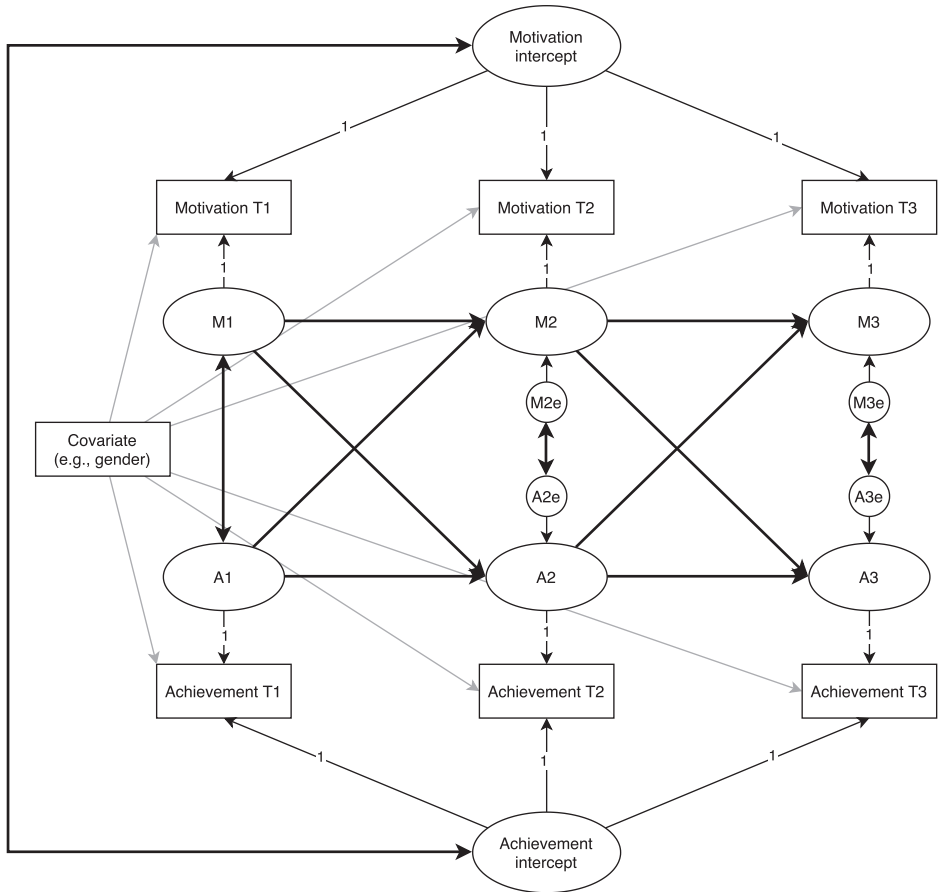 Motivation
intercept
1
1
1
Motivation T1
Motivation T2
Motivation T3
1
1
1
M1
M2
M3
M2e
M3e
Covariate
(e.g., gender)
A2e
A3e
A1
A2
A3
1
1
1
Achievement T1
Achievement T2
Achievement T3
1
1
1
Achievement
intercept